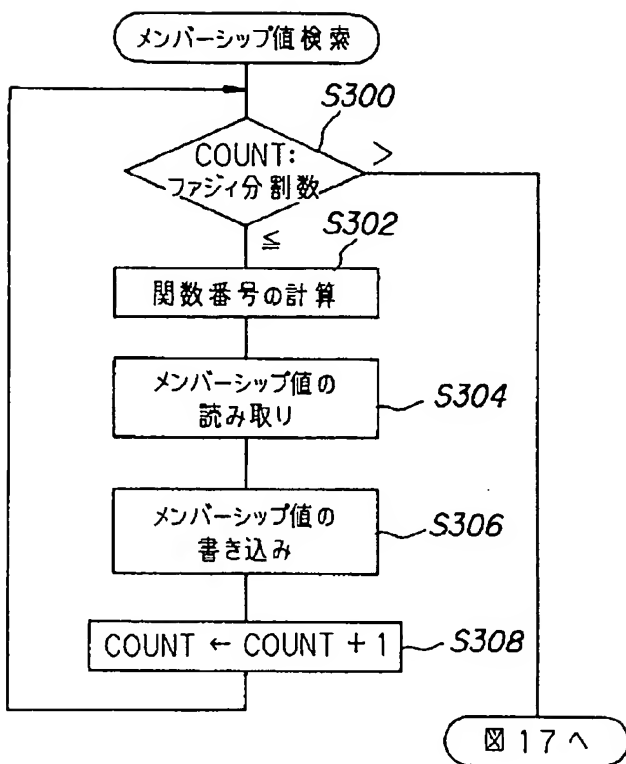 メンバーシップ値検索
S300
COUNT:
ファジィ分割数
>
≦
S302
関数番号の計算
メンバーシップ値の
読み取り
S304
メンバーシップ値の
書き込み
S306
COUNT ← COUNT + 1
S308
図17へ